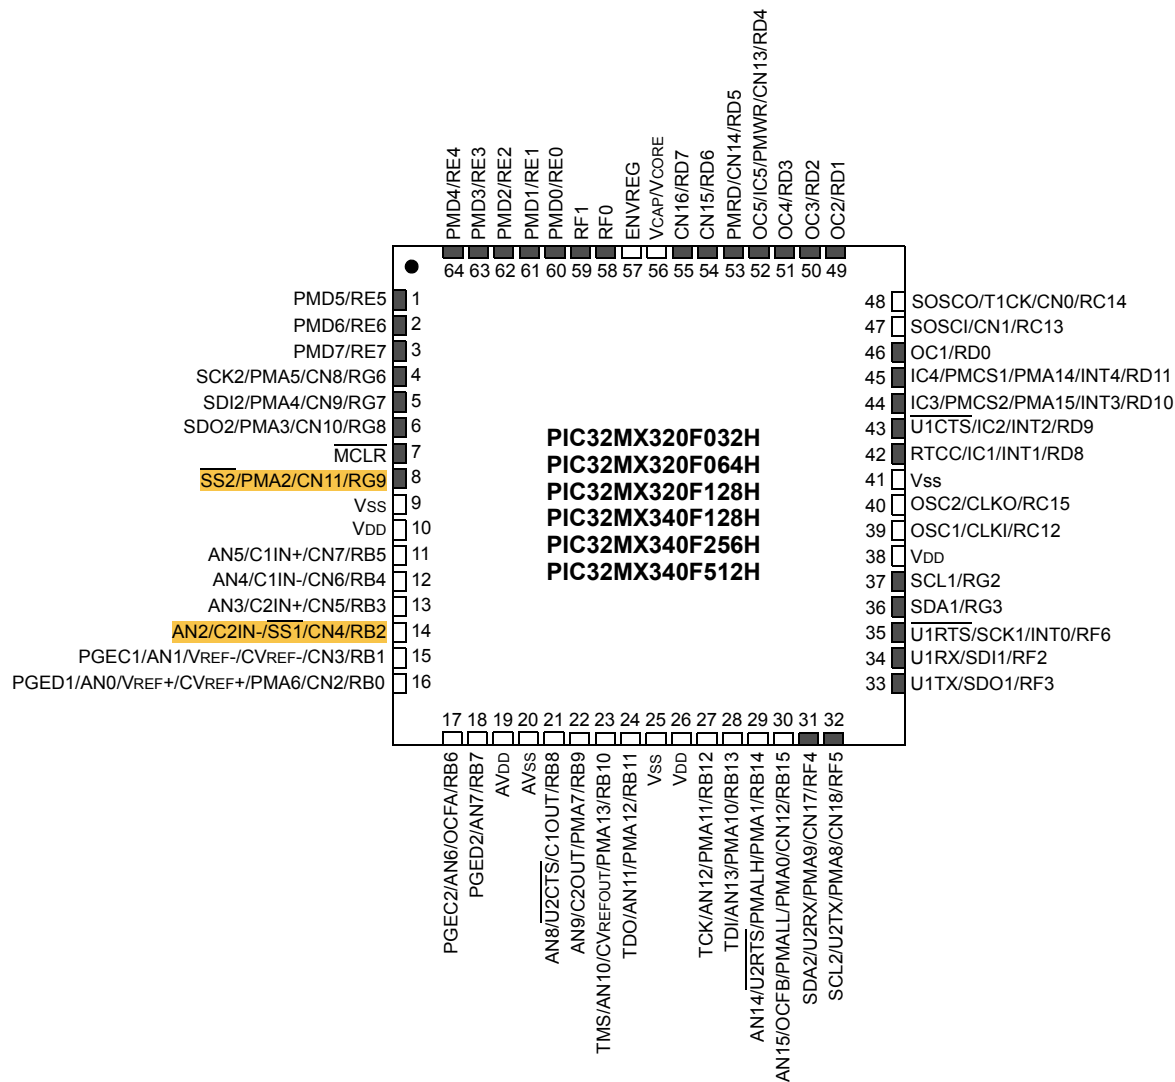 PMD4/RE4
PMD3/RE3
PMD2/RE2
PMD1/RE1
PMD0/RE0
RF1
RF0
ENVREG
VCAP/VCORE
CN16/RD7
CN15/RD6
PMRD/CN14/RD5
OC5/IC5/PMWR/CN13/RD4
OC4/RD3
OC3/RD2
OC2/RD1
64 63 62 61 60 59 58 57 56 55 54 53 52 51 50 49
PMD5/RE5 1
PMD6/RE6 2
PMD7/RE7 3
SCK2/PMA5/CN8/RG6 4
SDI2/PMA4/CN9/RG7 5
SDO2/PMA3/CN10/RG8 6
MCLR 7
SS2/PMA2/CN11/RG9 8
VSS 9
VDD 10
AN5/C1IN+/CN7/RB5 11
AN4/C1IN-/CN6/RB4 12
AN3/C2IN+/CN5/RB3 13
AN2/C2IN-/SS1/CN4/RB2 14
PGEC1/AN1/VREF-/CVREF-/CN3/RB1 15
PGED1/AN0/VREF+/CVREF+/PMA6/CN2/RB0 16
PIC32MX320F032H
PIC32MX320F064H
PIC32MX320F128H
PIC32MX340F128H
PIC32MX340F256H
PIC32MX340F512H
48 SOSCO/T1CK/CN0/RC14
47 SOSCI/CN1/RC13
46 OC1/RD0
45 IC4/PMCS1/PMA14/INT4/RD11
44 IC3/PMCS2/PMA15/INT3/RD10
43 U1CTS/IC2/INT2/RD9
42 RTCC/IC1/INT1/RD8
41 Vss
40 OSC2/CLKO/RC15
39 OSC1/CLKI/RC12
38 VDD
37 SCL1/RG2
36 SDA1/RG3
35 U1RTS/SCK1/INT0/RF6
34 U1RX/SDI1/RF2
33 U1TX/SDO1/RF3
17 18 19 20 21 22 23 24 25 26 27 28 29 30 31 32
PGEC2/AN6/OCFA/RB6
PGED2/AN7/RB7
AVDD
AVSS
AN8/U2CTS/C1OUT/RB8
AN9/C2OUT/PMA7/RB9
TMS/AN10/CVREFOUT/PMA13/RB10
TDO/AN11/PMA12/RB11
VSS
VDD
TCK/AN12/PMA11/RB12
TDI/AN13/PMA10/RB13
AN14/U2RTS/PMALH/PMA1/RB14
AN15/OCFB/PMALL/PMA0/CN12/RB15
SDA2/U2RX/PMA9/CN17/RF4
SCL2/U2TX/PMA8/CN18/RF5